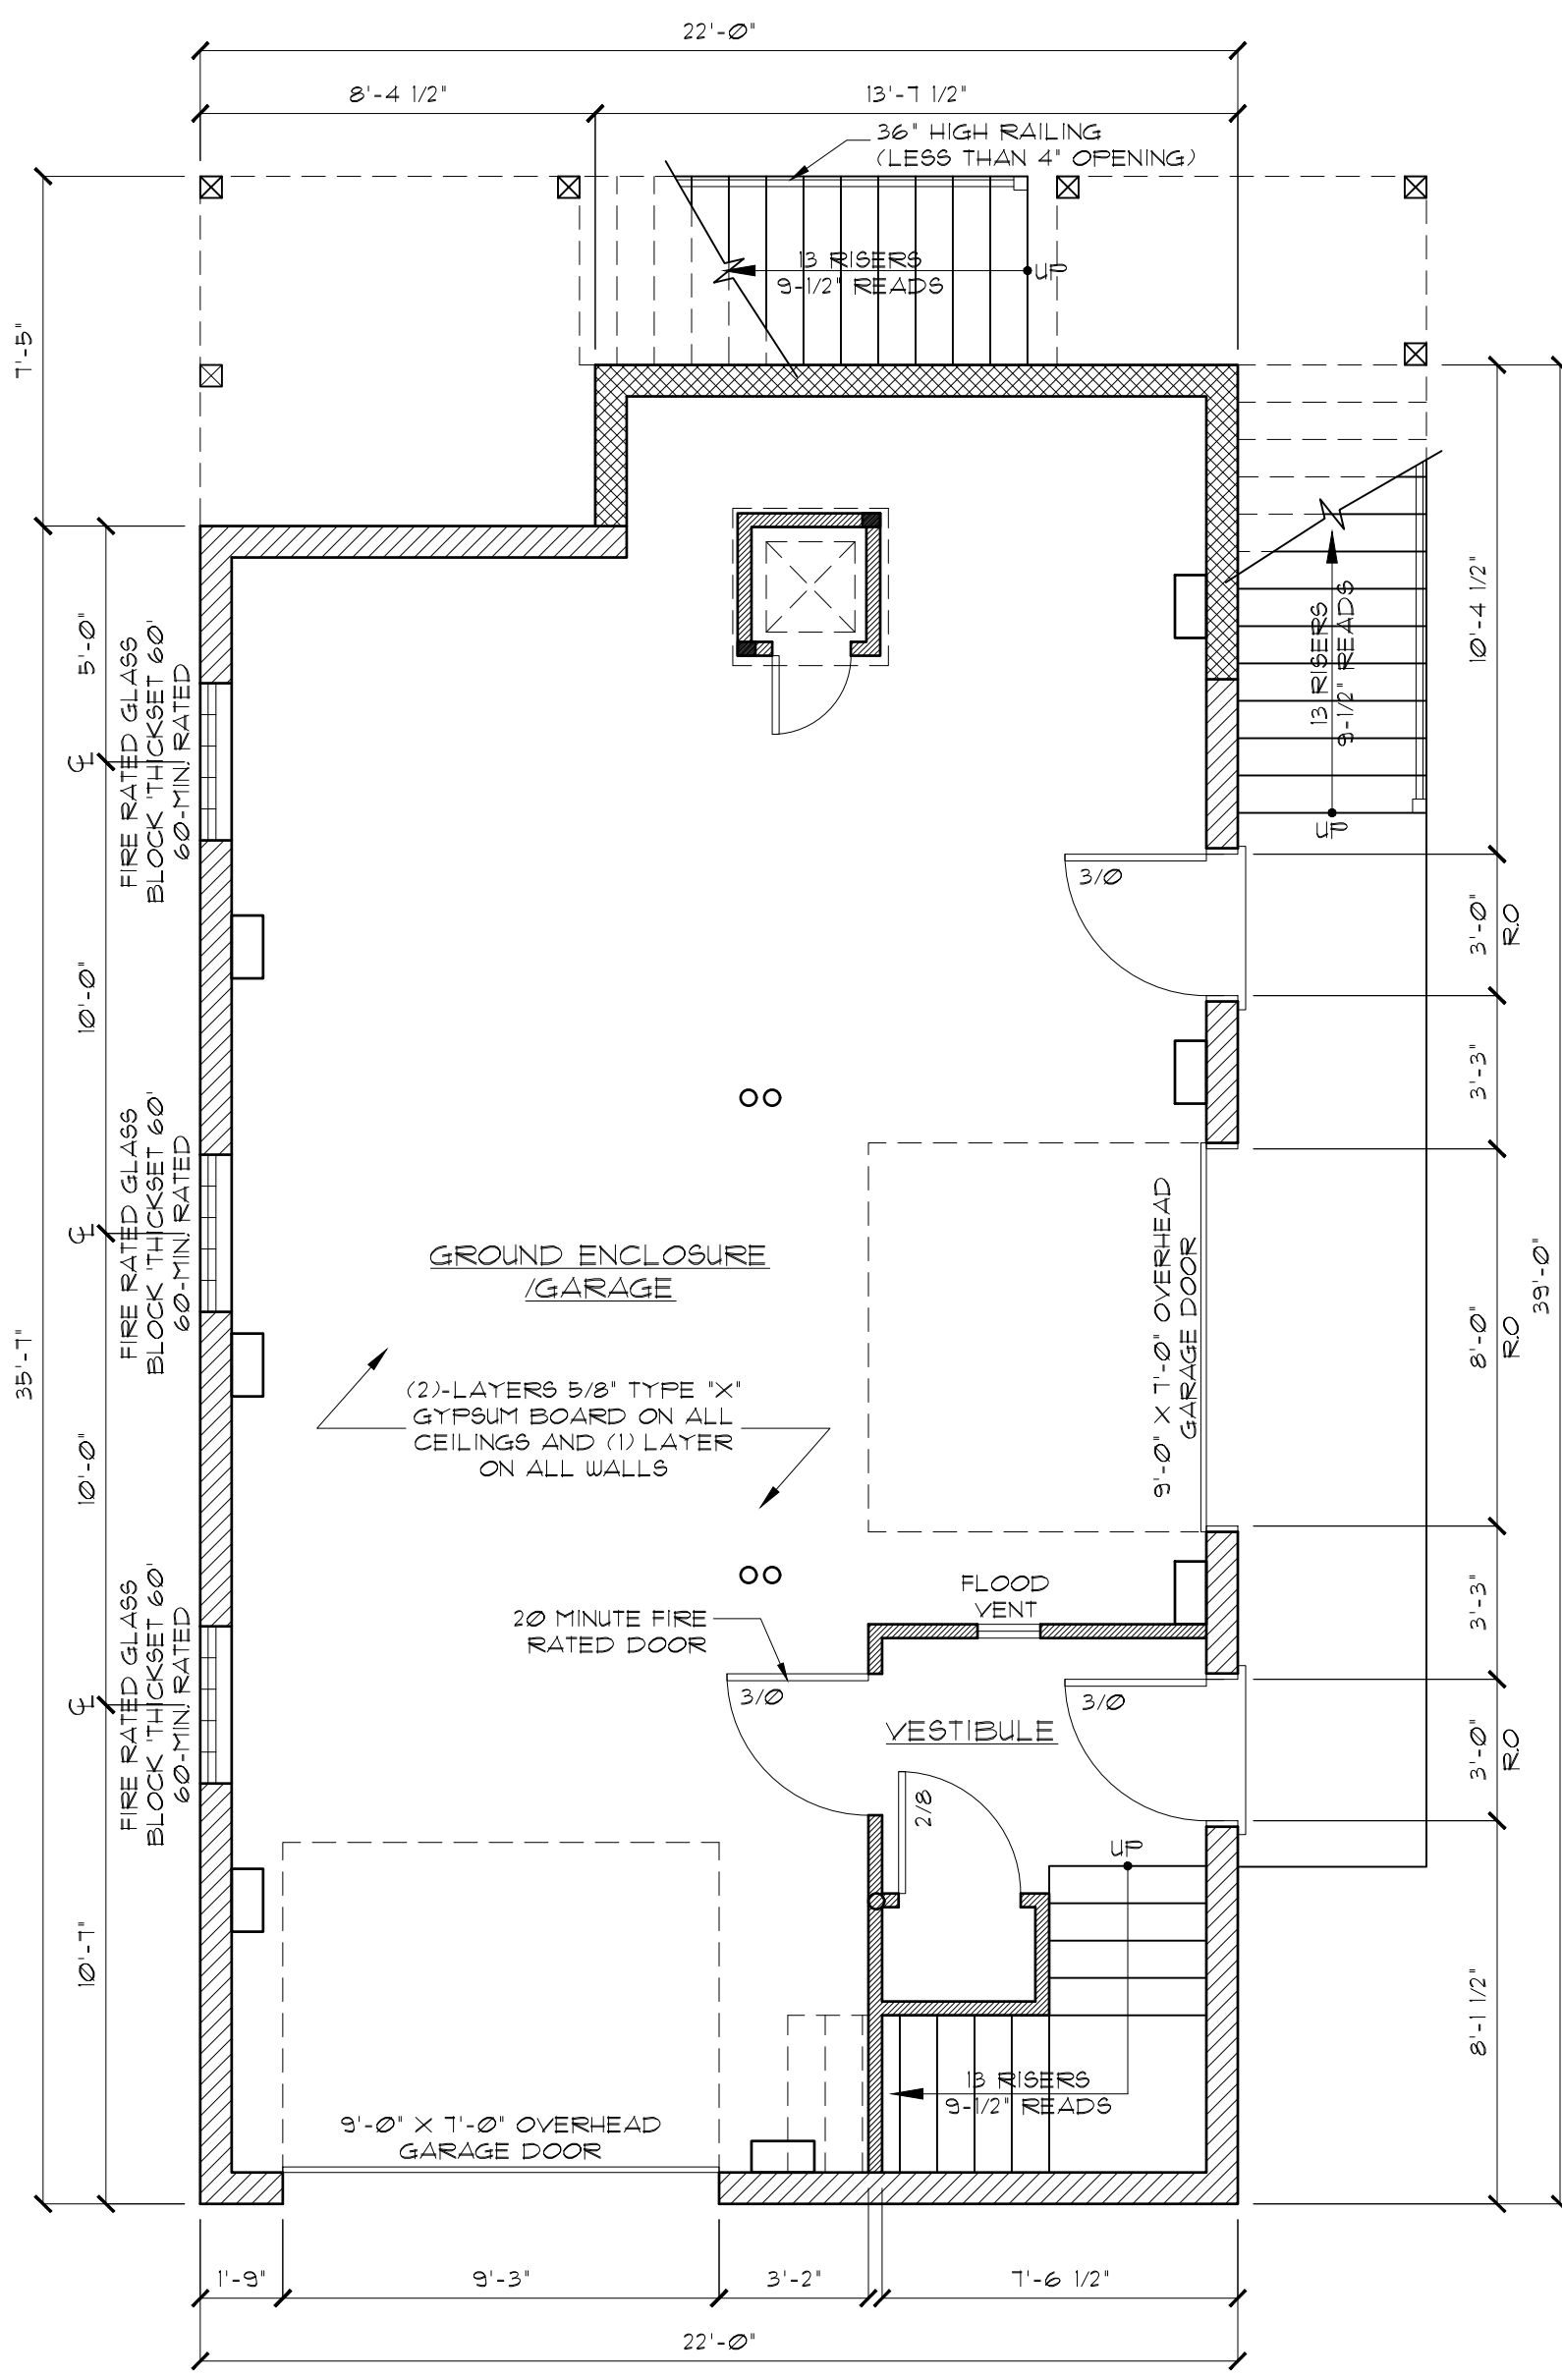 22'-0"
8'-4 1/2"
13'-7 1/2"
36" HIGH RAILING
(LESS THAN 4" OPENING)
13 RISERS
9-1/2" READS
UP
7'-5"
5'-0"
FIRE RATED GLASS
BLOCK 'THICKSET 60'
60-MIN. RATED
10'-4 1/2"
13 RISERS
9-1/2" READS
UP
3/0
3'-0"
R.O
10'-0"
3'-3"
FIRE RATED GLASS
BLOCK 'THICKSET 60'
60-MIN. RATED
GROUND ENCLOSURE
/GARAGE
9'-0" X 7'-0" OVERHEAD
GARAGE DOOR
8'-0"
R.O
39'-0"
35'-7"
(2)-LAYERS 5/8" TYPE "X"
GYPSUM BOARD ON ALL
CEILINGS AND (1) LAYER
ON ALL WALLS
10'-0"
FLOOD
VENT
3'-3"
20 MINUTE FIRE
RATED DOOR
FIRE RATED GLASS
BLOCK 'THICKSET 60'
60-MIN. RATED
3/0
3/0
VESTIBULE
3'-0"
R.O
2/8
UP
10'-7"
8'-1 1/2"
13 RISERS
9-1/2" READS
9'-0" X 7'-0" OVERHEAD
GARAGE DOOR
1'-9"
9'-3"
3'-2"
7'-6 1/2"
22'-0"